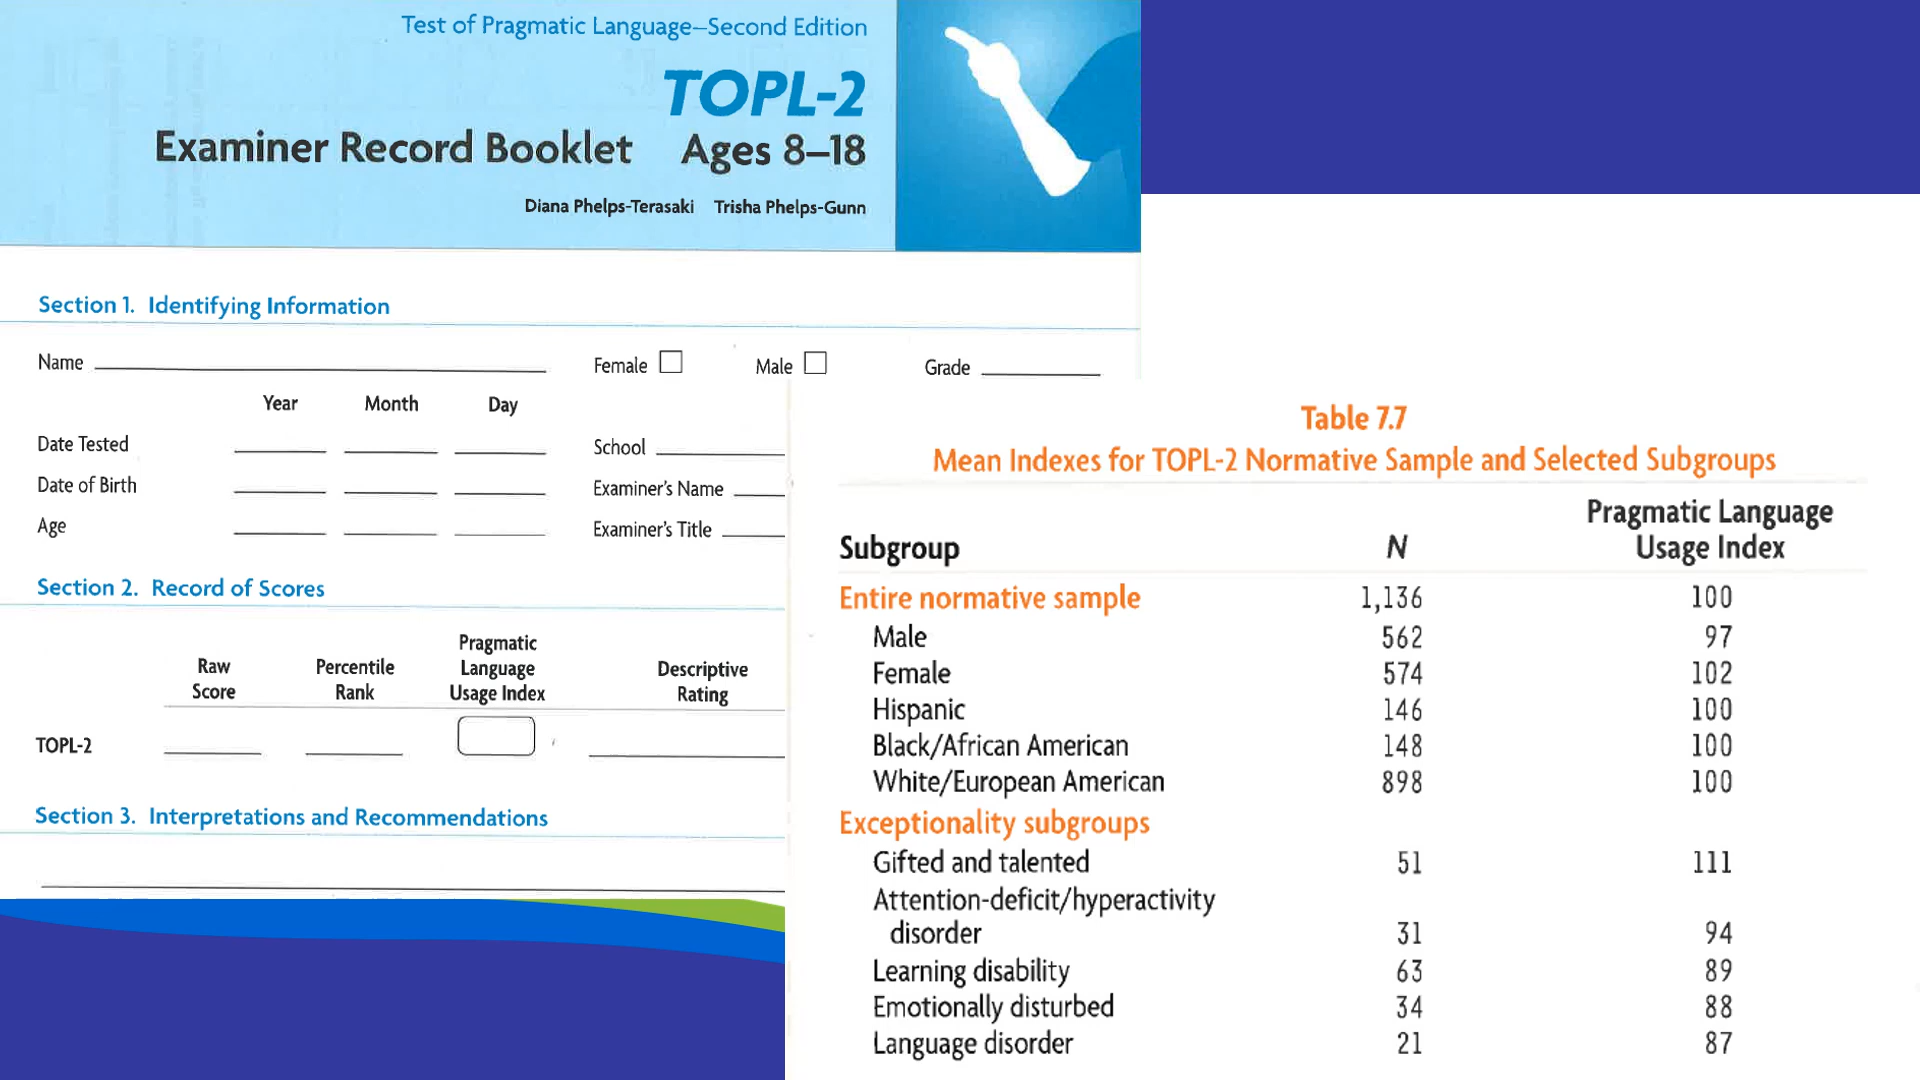 Test of Pragmatic Language–Second Edition
TOPL-2
Examiner Record Booklet Ages 8–18
Diana Phelps-Terasaki Trisha Phelps-Gunn
Section 1. Identifying Information
Name Female Male Grade
Year Month Day
Date Tested School
Date of Birth Examiner's Name
Age Examiner's Title
Section 2. Record of Scores
Raw Score Percentile Rank Pragmatic Language Usage Index Descriptive Rating
TOPL-2
Section 3. Interpretations and Recommendations
Table 7.7
Mean Indexes for TOPL-2 Normative Sample and Selected Subgroups
Pragmatic Language
Subgroup N Usage Index
Entire normative sample 1,136 100
Male 562 97
Female 574 102
Hispanic 146 100
Black/African American 148 100
White/European American 898 100
Exceptionality subgroups
Gifted and talented 51 111
Attention-deficit/hyperactivity
disorder 31 94
Learning disability 63 89
Emotionally disturbed 34 88
Language disorder 21 87